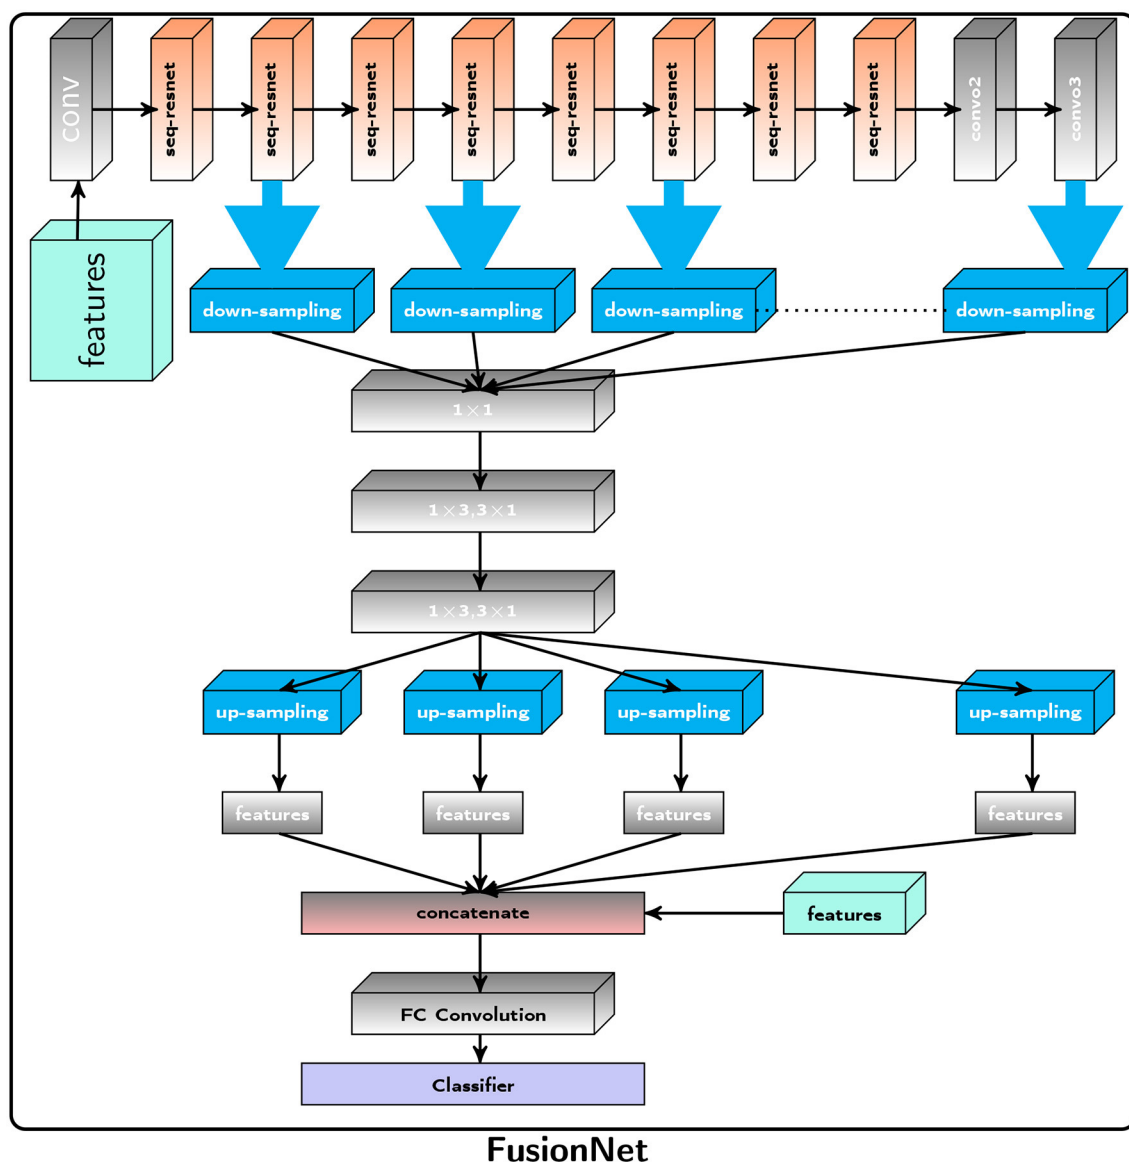 conv
seq-resnet
seq-resnet
seq-resnet
seq-resnet
seq-resnet
seq-resnet
seq-resnet
seq-resnet
convo2
convo3
features
down-sampling
down-sampling
down-sampling
down-sampling
1×1
1×3,3×1
1×3,3×1
up-sampling
up-sampling
up-sampling
up-sampling
features
features
features
features
concatenate
features
FC Convolution
Classifier
FusionNet